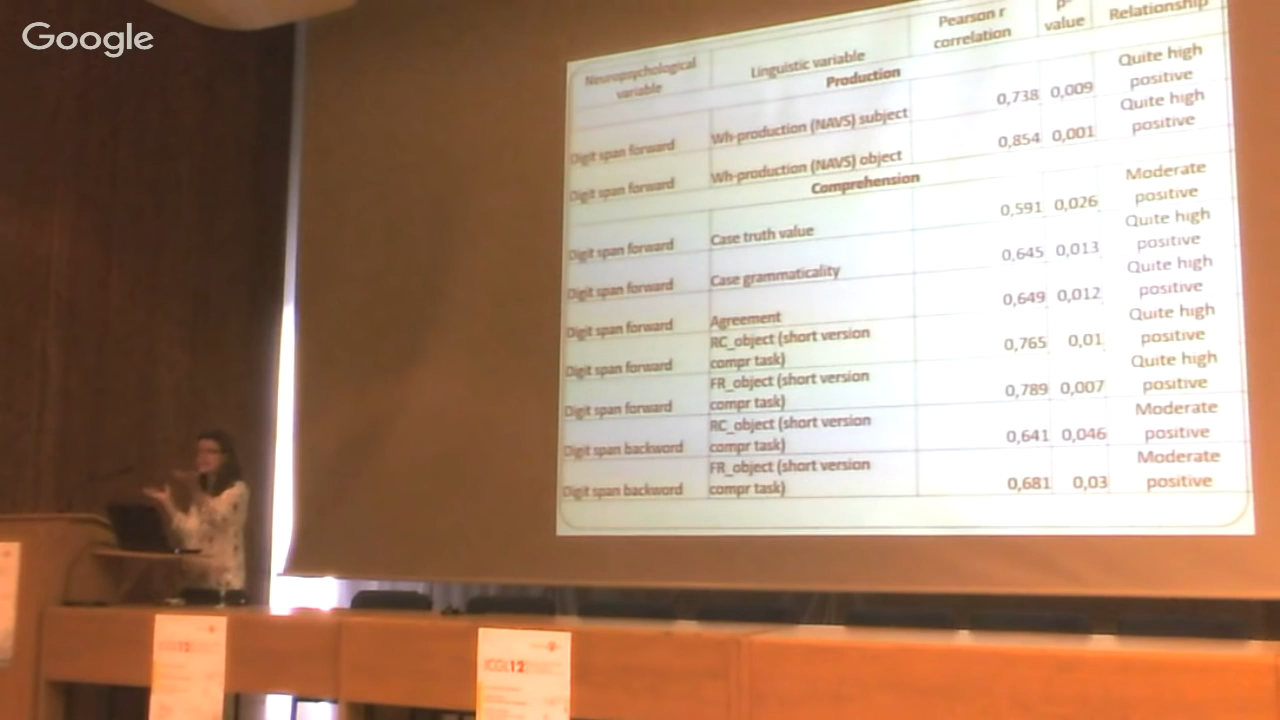 Google
Neuropsychological variable Linguistic variable Pearson r correlation p- value Relationship
Production
Digit span forward Wh-production (NAVS) subject 0,738 0,009 Quite high positive
Digit span forward Wh-production (NAVS) object 0,854 0,001 Quite high positive
Comprehension
Digit span forward Case truth value 0,591 0,026 Moderate positive
Digit span forward Case grammaticality 0,645 0,013 Quite high positive
Digit span forward Agreement 0,649 0,012 Quite high positive
Digit span forward RC_object (short version compr task) 0,765 0,01 Quite high positive
Digit span forward FR_object (short version compr task) 0,789 0,007 Quite high positive
Digit span backword RC_object (short version compr task) 0,641 0,046 Moderate positive
Digit span backword FR_object (short version compr task) 0,681 0,03 Moderate positive
ICGL12
ICGL12